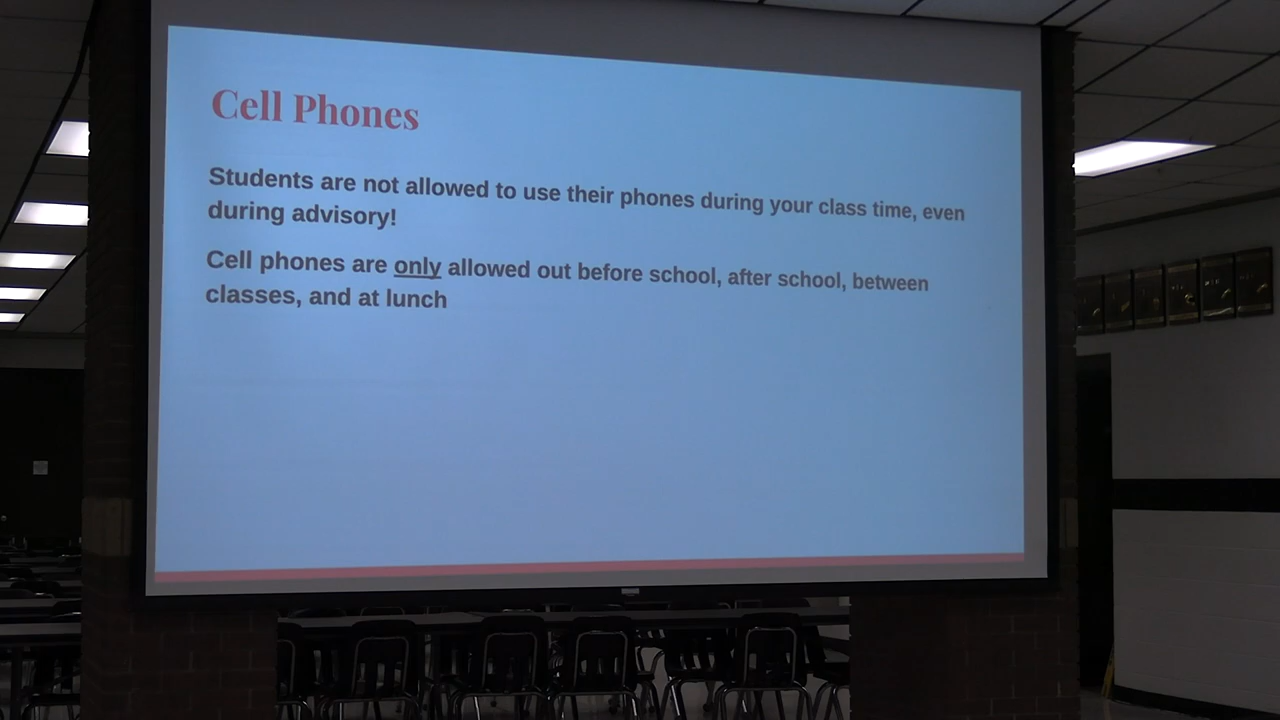 Cell Phones
Students are not allowed to use their phones during your class time, even
during advisory!
Cell phones are only allowed out before school, after school, between
classes, and at lunch